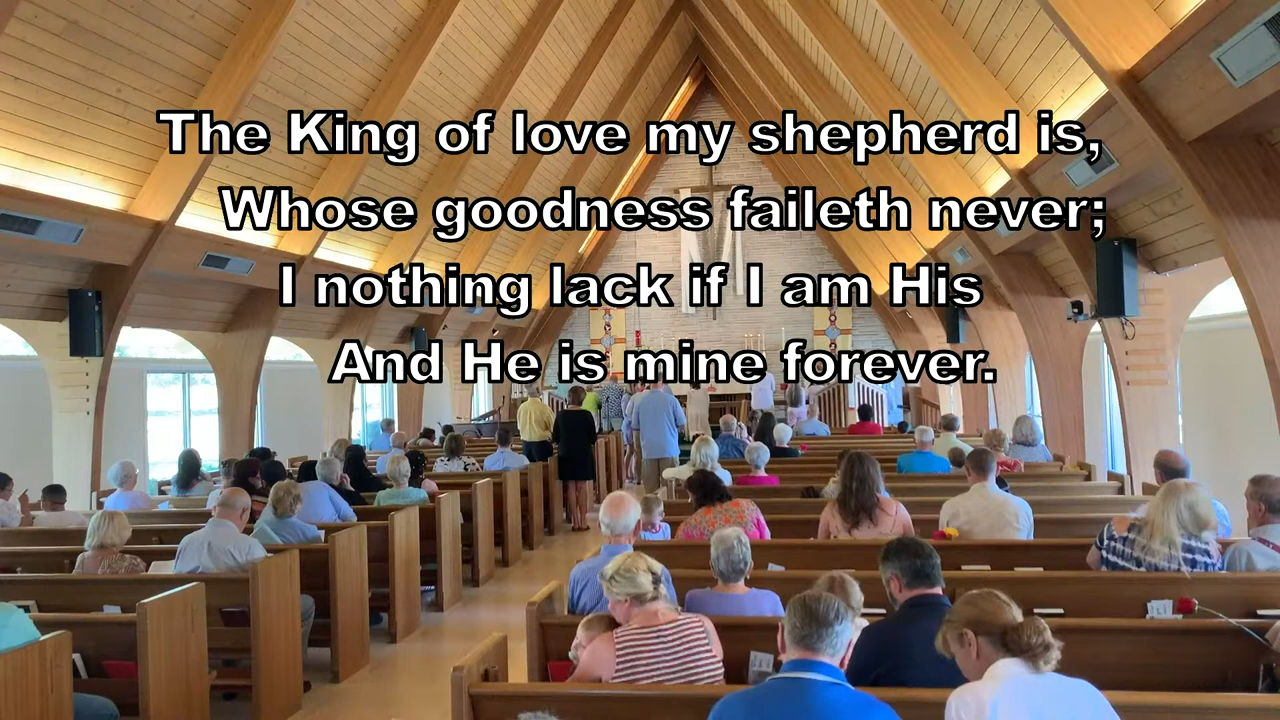 The King of love my shepherd is,
Whose goodness faileth never;
I nothing lack if I am His
And He is mine forever.